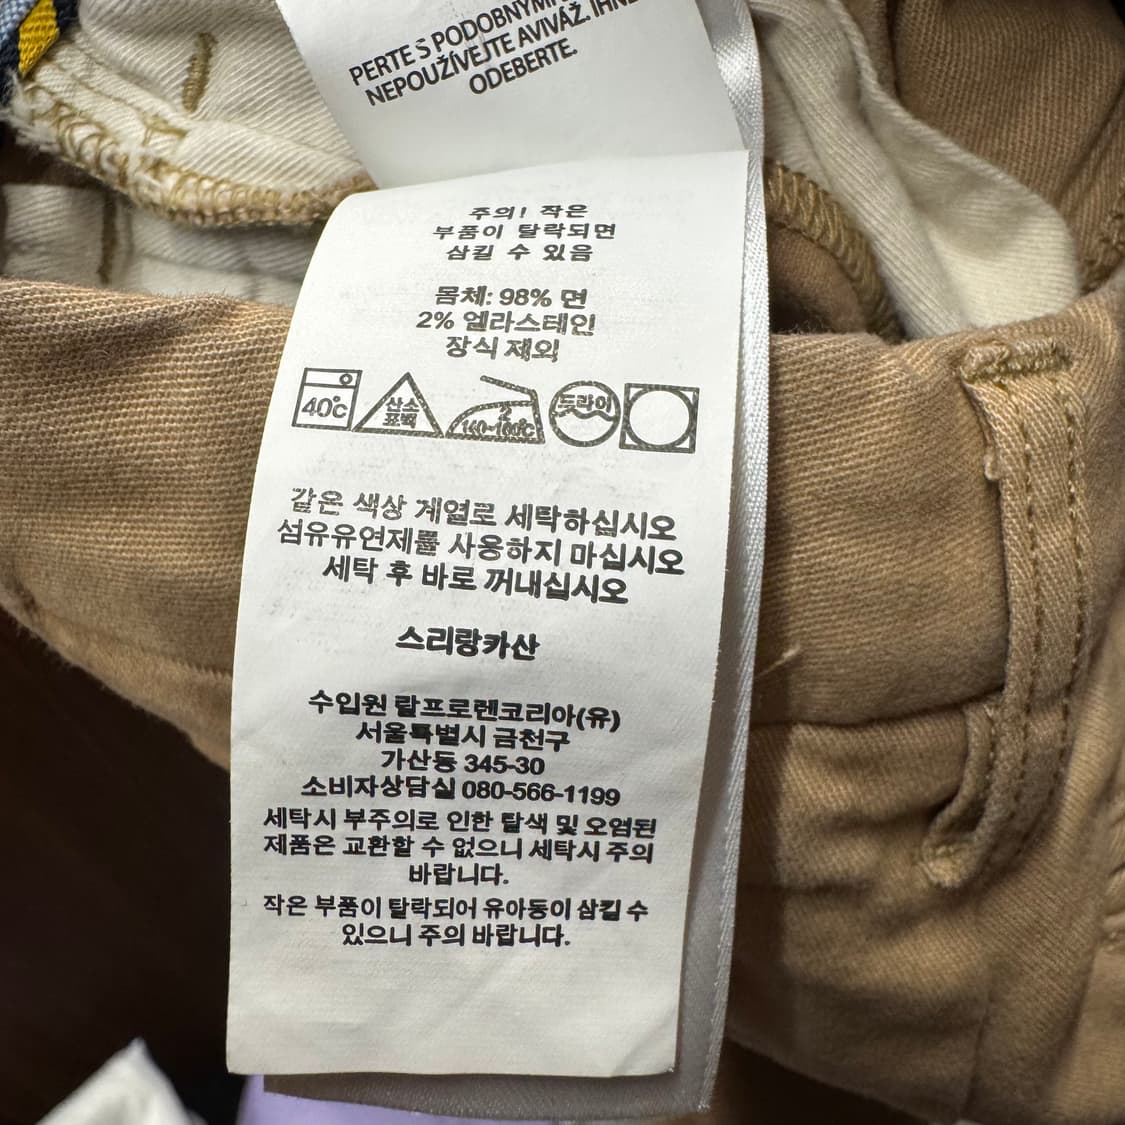 PERTE S PODOBNÝMI
NEPOUŽÍVEJTE AVIVÁŽ. IHNE
ODEBERTE.
주의! 작은
부품이 탈락되면
삼킬 수 있음
몸체: 98% 면
2% 엘라스테인
장식 제외
40℃
산소
표백
2
140~160℃
드라이
같은 색상 계열로 세탁하십시오
섬유유연제를 사용하지 마십시오
세탁 후 바로 꺼내십시오
스리랑카산
수입원 랄프로렌코리아(유)
서울특별시 금천구
가산동 345-30
소비자상담실 080-566-1199
세탁시 부주의로 인한 탈색 및 오염된
제품은 교환할 수 없으니 세탁시 주의
바랍니다.
작은 부품이 탈락되어 유아동이 삼킬 수
있으니 주의 바랍니다.